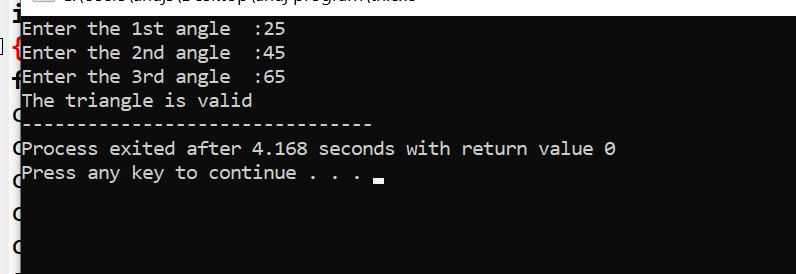 Enter the 1st angle  :25
Enter the 2nd angle  :45
Enter the 3rd angle  :65
The triangle is valid
--------------------------------
Process exited after 4.168 seconds with return value 0
Press any key to continue . . .